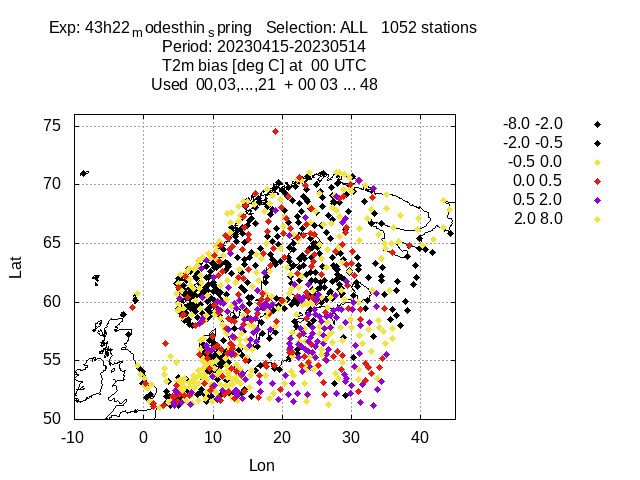 Exp: 43h22modesthinspring   Selection: ALL   1052 stations
Period: 20230415-20230514
T2m bias [deg C] at  00 UTC
Used  00,03,...,21  + 00 03 ... 48
-8.0 -2.0
-2.0 -0.5
-0.5 0.0
0.0 0.5
0.5 2.0
2.0 8.0
75
70
65
60
55
50
Lat
-10 0 10 20 30 40
Lon